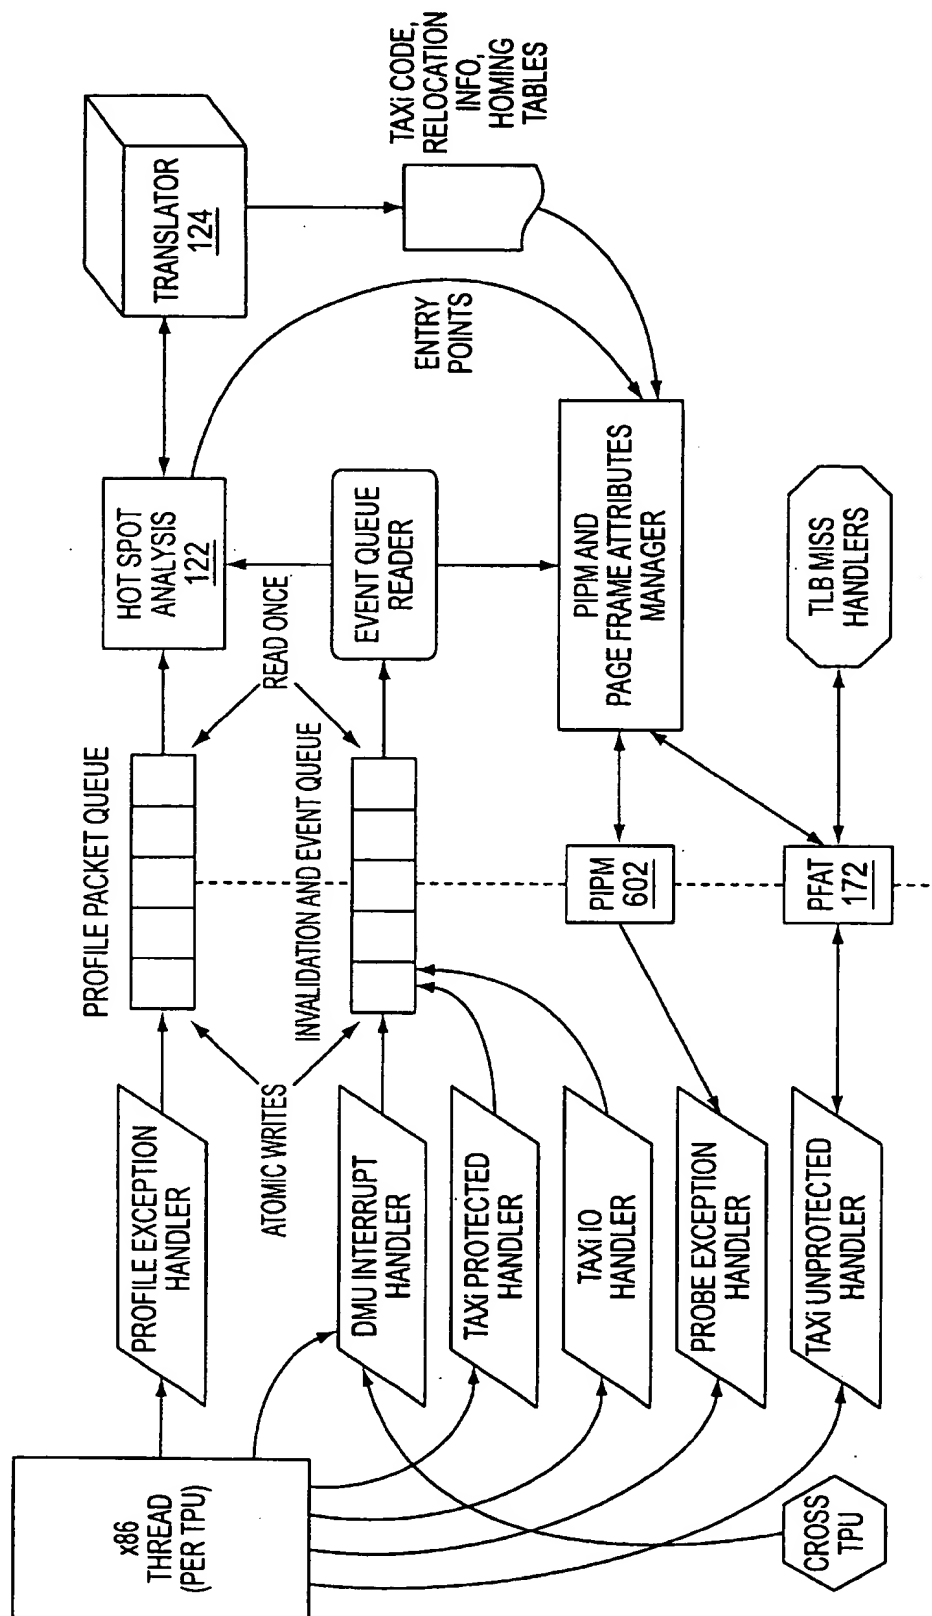 x86
THREAD
(PER TPU)
CROSS
TPU
PROFILE EXCEPTION
HANDLER
ATOMIC WRITES
DMU INTERRUPT
HANDLER
TAXi PROTECTED
HANDLER
TAXi IO
HANDLER
PROBE EXCEPTION
HANDLER
TAXi UNPROTECTED
HANDLER
PROFILE PACKET QUEUE
INVALIDATION AND EVENT QUEUE
PIPM
602
PFAT
172
READ ONCE
HOT SPOT
ANALYSIS
122
EVENT QUEUE
READER
PIPM AND
PAGE FRAME ATTRIBUTES
MANAGER
TLB MISS
HANDLERS
TRANSLATOR
124
ENTRY
POINTS
TAXi CODE,
RELOCATION
INFO,
HOMING
TABLES